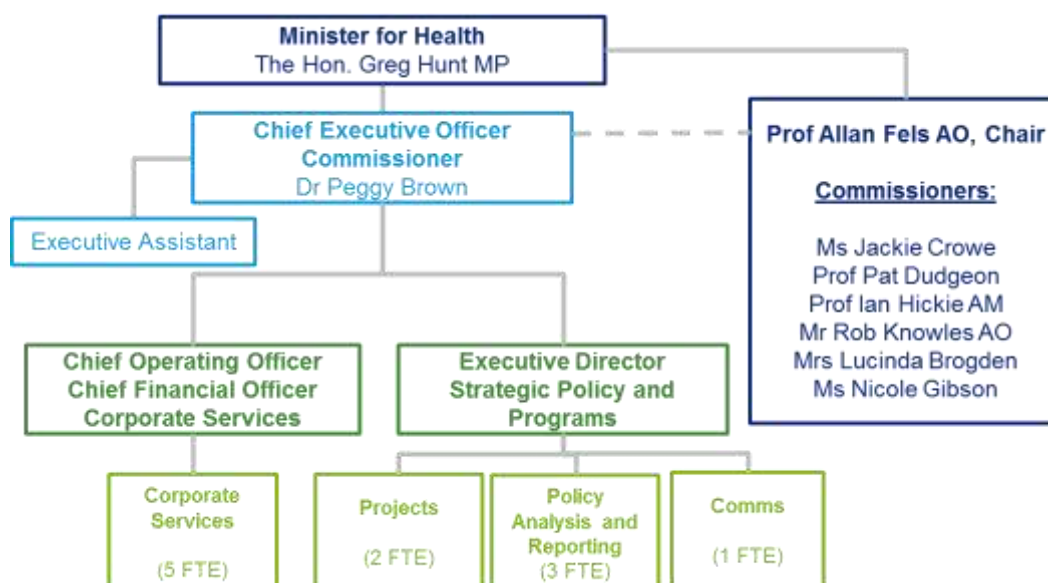 Minister for Health
The Hon. Greg Hunt MP
Chief Executive Officer
Commissioner
Dr Peggy Brown
Prof Allan Fels AO, Chair
Commissioners:
Ms Jackie Crowe
Prof Pat Dudgeon
Prof Ian Hickie AM
Mr Rob Knowles AO
Mrs Lucinda Brogden
Ms Nicole Gibson
Executive Assistant
Chief Operating Officer
Chief Financial Officer
Corporate Services
Executive Director
Strategic Policy and
Programs
Corporate
Services
(5 FTE)
Projects
(2 FTE)
Policy
Analysis and
Reporting
(3 FTE)
Comms
(1 FTE)